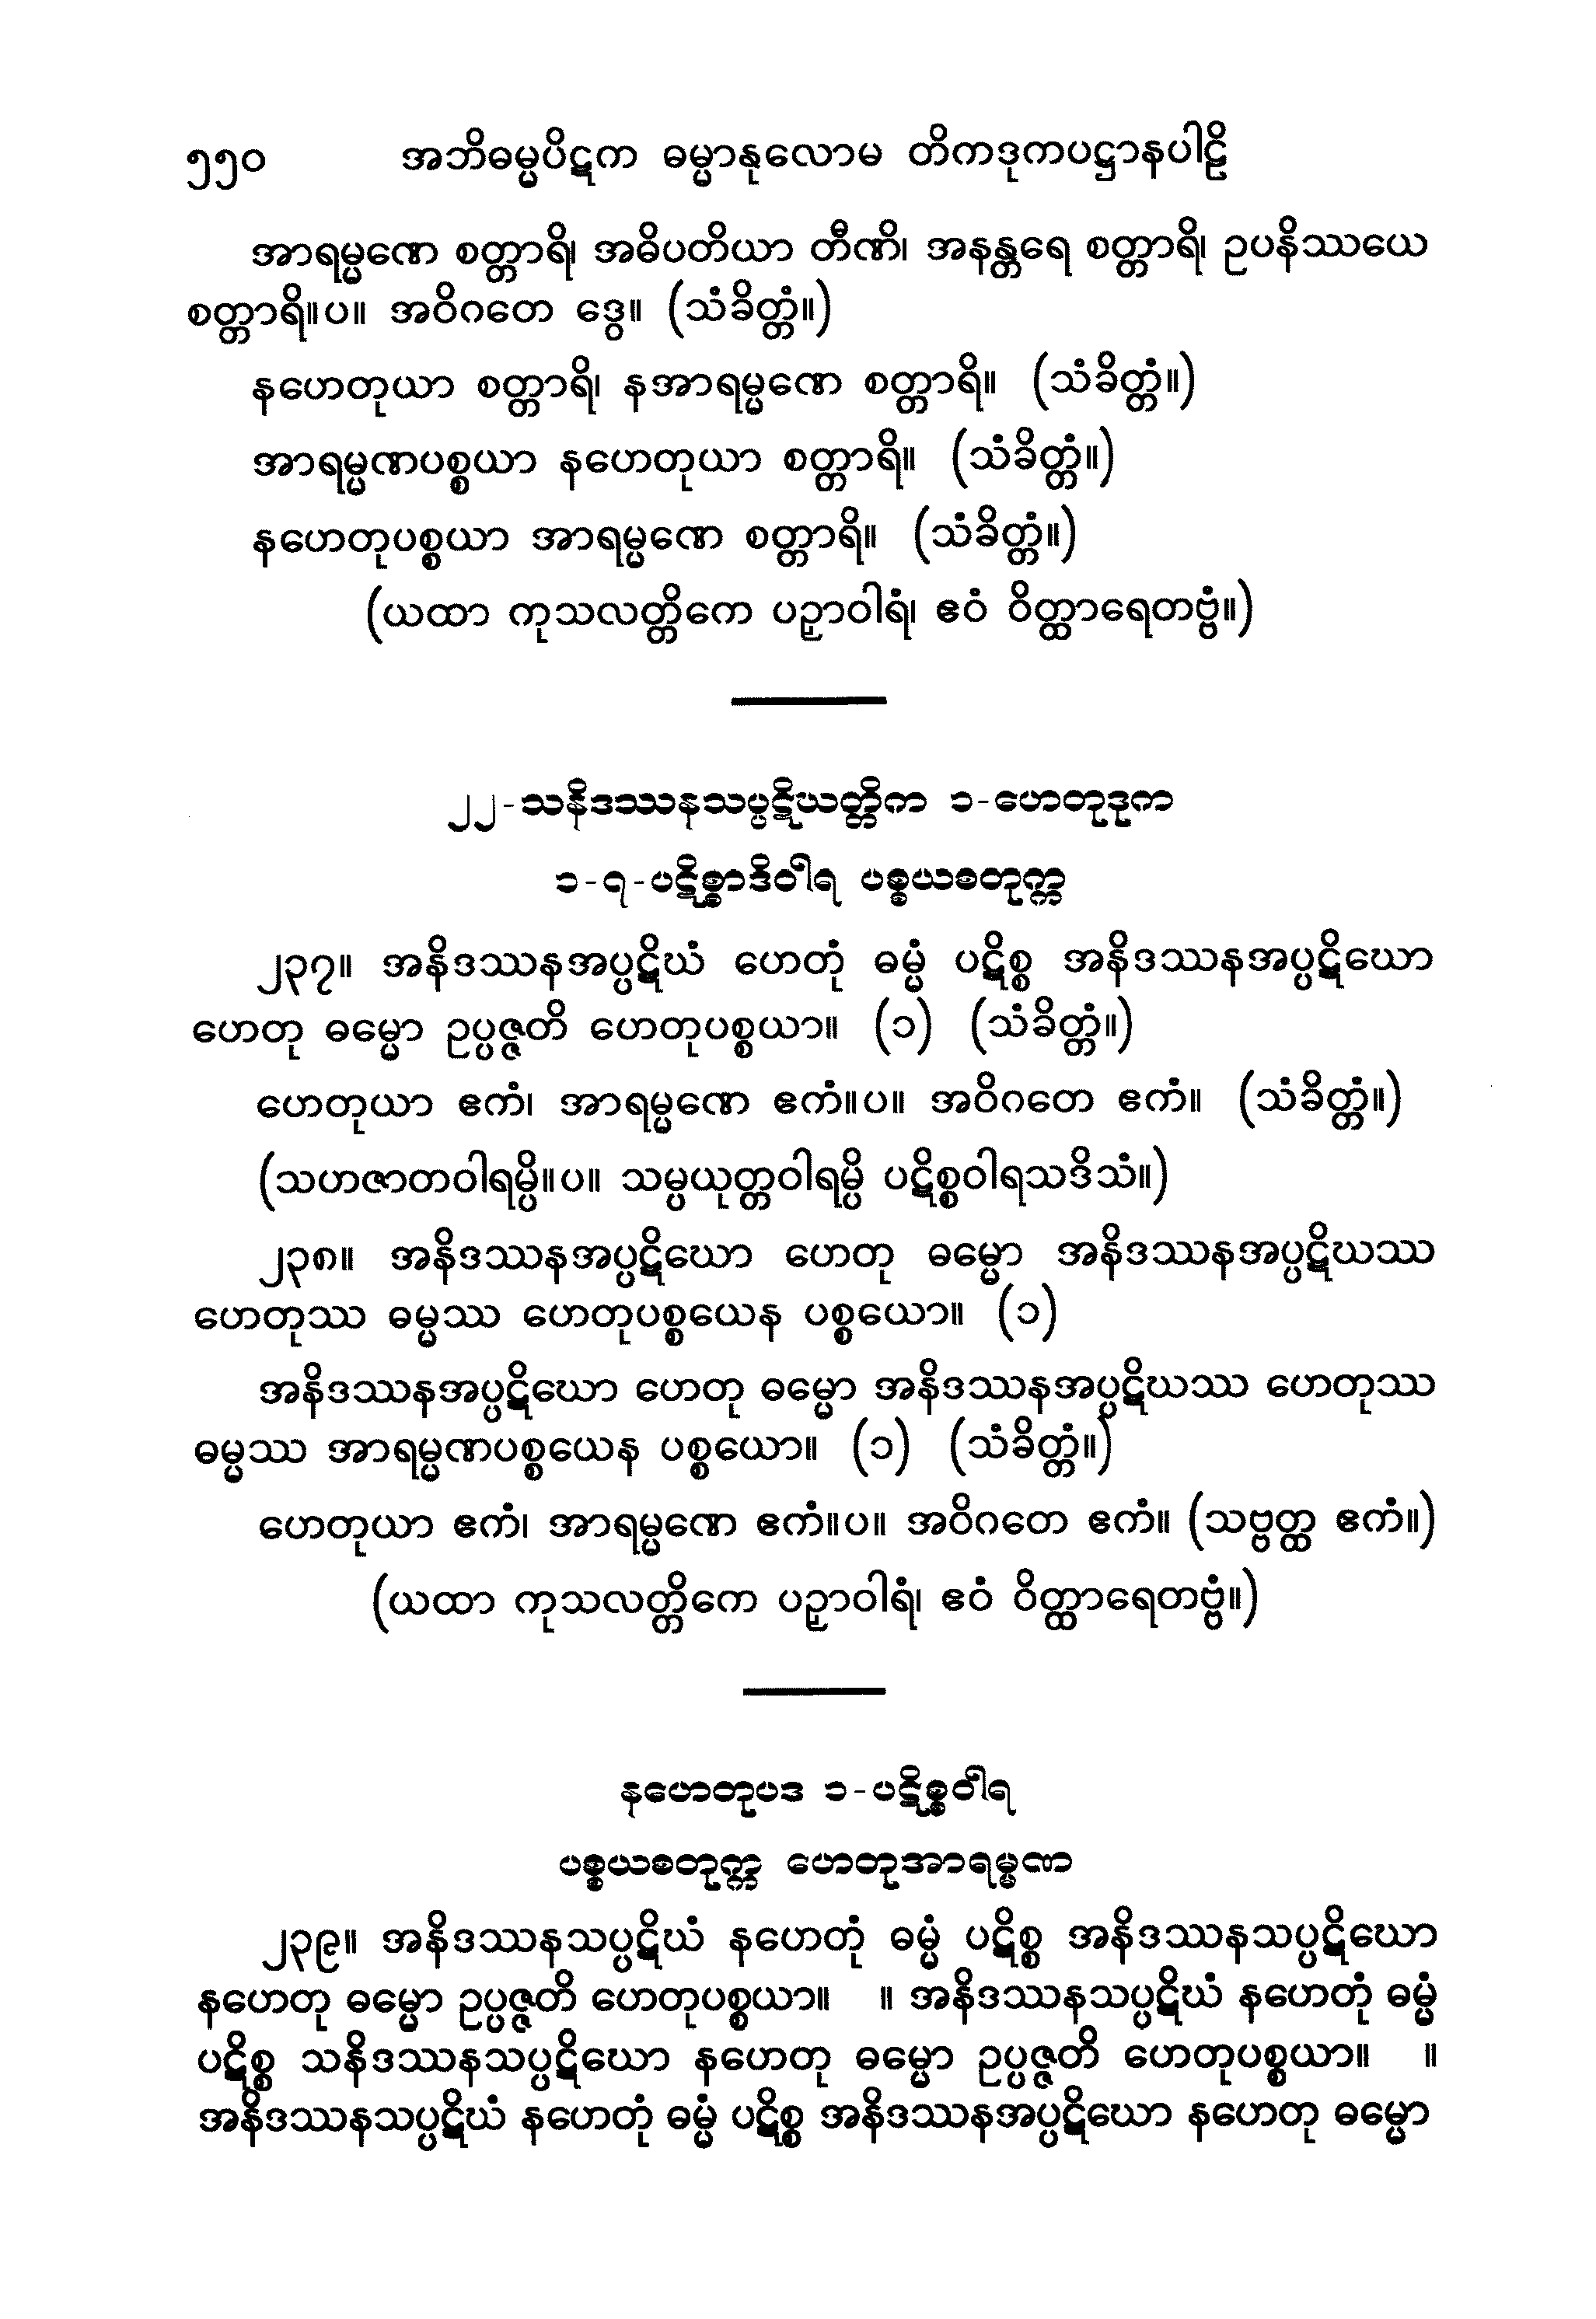 ၅၅၀ အဘိဓမ္မပိဋက ဓမ္မာနုလောမ တိကဒုကပဋ္ဌာနပါဠိ
အာရမ္မဏေ စတ္တာရိ၊ အဓိပတိယာ တီဏိ၊ အနန္တရေ စတ္တာရိ၊ ဥပနိဿယေ
စတ္တာရိ။ပ။ အဝိဂတေ ဒွေ။ (သံခိတ္တံ။)
နဟေတုယာ စတ္တာရိ၊ နအာရမ္မဏေ စတ္တာရိ။ (သံခိတ္တံ။)
အာရမ္မဏပစ္စယာ နဟေတုယာ စတ္တာရိ။ (သံခိတ္တံ။)
နဟေတုပစ္စယာ အာရမ္မဏေ စတ္တာရိ။ (သံခိတ္တံ။)
(ယထာ ကုသလတ္တိကေ ပဉှာဝါရံ၊ ဧဝံ ဝိတ္ထာရေတဗ္ဗံ။)
၂၂-သနိဒဿနသပ္ပဋိဃတ္တိက ၁-ဟေတုဒုက
၁-၇-ပဋိစ္စာဒိဝါရ ပစ္စယစတုက္က
၂၃၇။ အနိဒဿနအပ္ပဋိဃံ ဟေတုံ ဓမ္မံ ပဋိစ္စ အနိဒဿနအပ္ပဋိဃော
ဟေတု ဓမ္မော ဥပ္ပဇ္ဇတိ ဟေတုပစ္စယာ။ (၁) (သံခိတ္တံ။)
ဟေတုယာ ဧကံ၊ အာရမ္မဏေ ဧကံ။ပ။ အဝိဂတေ ဧကံ။ (သံခိတ္တံ။)
(သဟဇာတဝါရမ္ပိ။ပ။ သမ္ပယုတ္တဝါရမ္ပိ ပဋိစ္စဝါရသဒိသံ။)
၂၃၈။ အနိဒဿနအပ္ပဋိဃော ဟေတု ဓမ္မော အနိဒဿနအပ္ပဋိဃဿ
ဟေတုဿ ဓမ္မဿ ဟေတုပစ္စယေန ပစ္စယော။ (၁)
အနိဒဿနအပ္ပဋိဃော ဟေတု ဓမ္မော အနိဒဿနအပ္ပဋိဃဿ ဟေတုဿ
ဓမ္မဿ အာရမ္မဏပစ္စယေန ပစ္စယော။ (၁) (သံခိတ္တံ။)
ဟေတုယာ ဧကံ၊ အာရမ္မဏေ ဧကံ။ပ။ အဝိဂတေ ဧကံ။ (သဗ္ဗတ္ထ ဧကံ။)
(ယထာ ကုသလတ္တိကေ ပဉှာဝါရံ၊ ဧဝံ ဝိတ္ထာရေတဗ္ဗံ။)
နဟေတုပဒ ၁-ပဋိစ္စဝါရ
ပစ္စယစတုက္က ဟေတုအာရမ္မဏ
၂၃၉။ အနိဒဿနသပ္ပဋိဃံ နဟေတုံ ဓမ္မံ ပဋိစ္စ အနိဒဿနသပ္ပဋိဃော
နဟေတု ဓမ္မော ဥပ္ပဇ္ဇတိ ဟေတုပစ္စယာ။ ။ အနိဒဿနသပ္ပဋိဃံ နဟေတုံ ဓမ္မံ
ပဋိစ္စ သနိဒဿနသပ္ပဋိဃော နဟေတု ဓမ္မော ဥပ္ပဇ္ဇတိ ဟေတုပစ္စယာ။ ။
အနိဒဿနသပ္ပဋိဃံ နဟေတုံ ဓမ္မံ ပဋိစ္စ အနိဒဿနအပ္ပဋိဃော နဟေတု ဓမ္မော